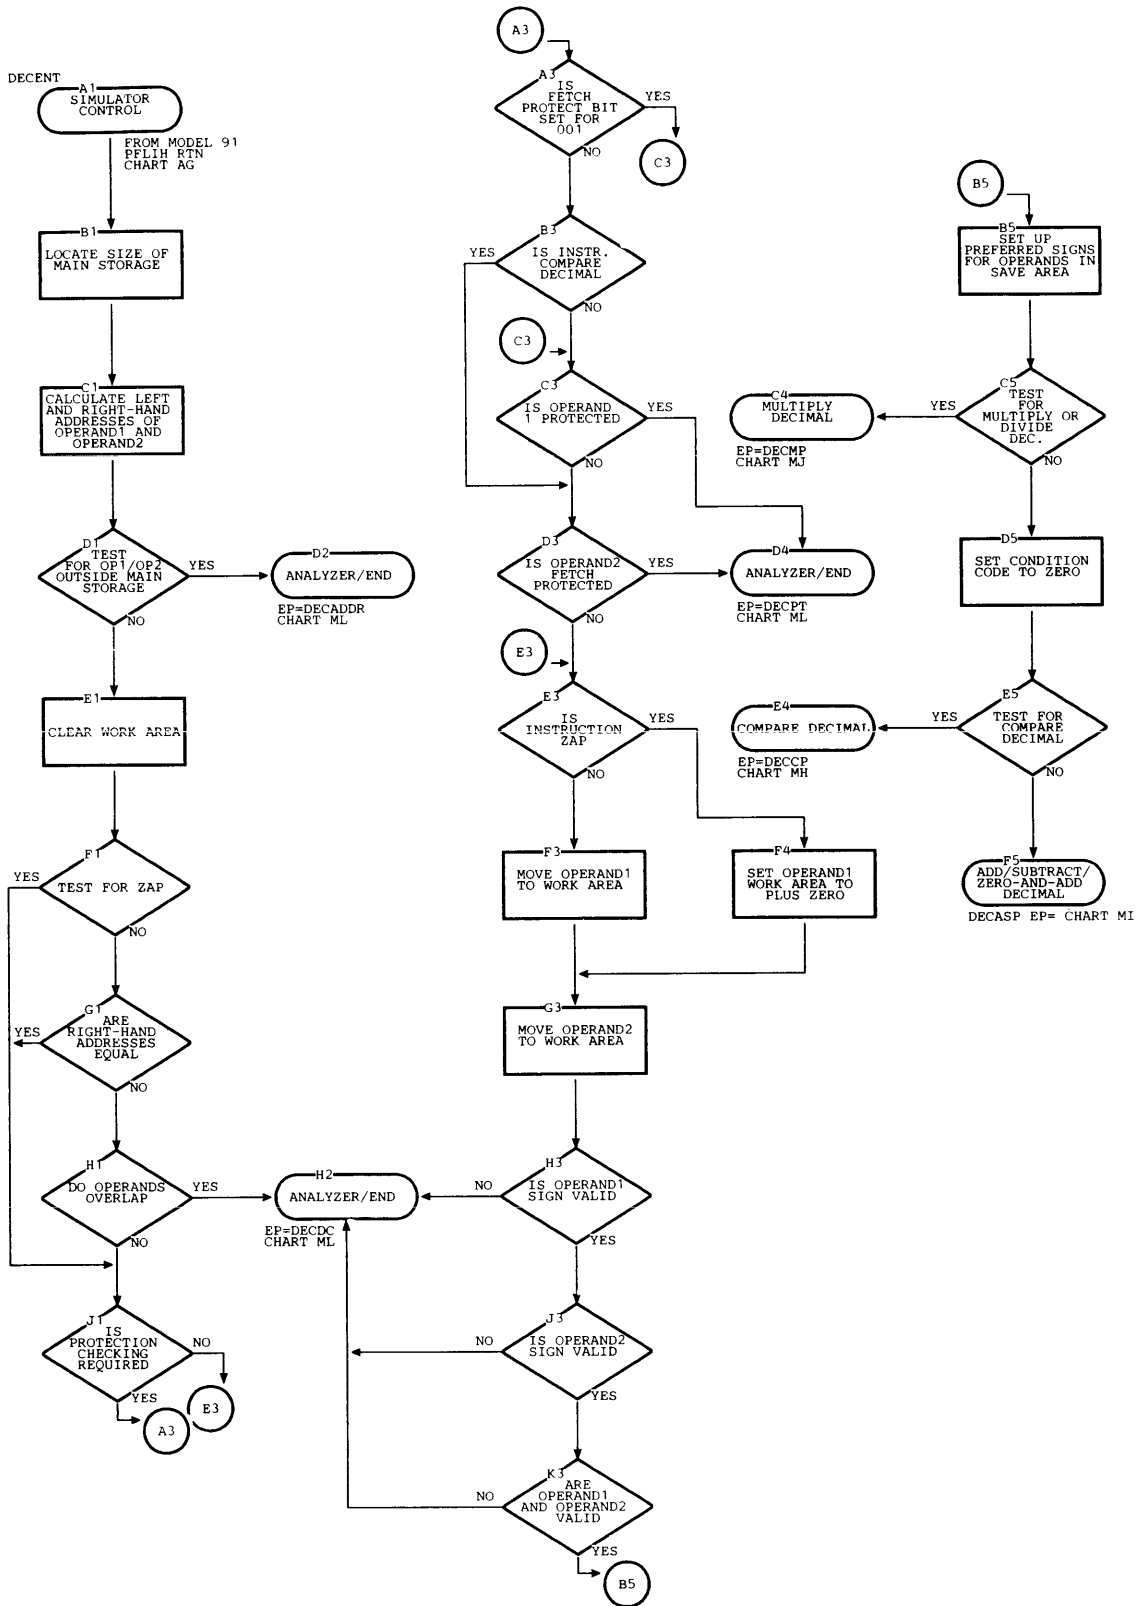 DECENT
A1
SIMULATOR
CONTROL
FROM MODEL 91
PFLIH RTN
CHART AG
B1
LOCATE SIZE OF
MAIN STORAGE
C1
CALCULATE LEFT
AND RIGHT-HAND
ADDRESSES OF
OPERAND1 AND
OPERAND2
D1
TEST
FOR OP1/OP2
OUTSIDE MAIN
STORAGE
YES
NO
D2
ANALYZER/END
EP=DECADDR
CHART ML
E1
CLEAR WORK AREA
F1
TEST FOR ZAP
YES
NO
G1
ARE
RIGHT-HAND
ADDRESSES
EQUAL
YES
NO
H1
DO OPERANDS
OVERLAP
YES
NO
H2
ANALYZER/END
EP=DECDC
CHART ML
J1
IS
PROTECTION
CHECKING
REQUIRED
NO
YES
E3
A3
A3
A3
IS
FETCH
PROTECT BIT
SET FOR
001
YES
NO
C3
B3
IS INSTR.
COMPARE
DECIMAL
YES
NO
C3
C3
IS OPERAND
1 PROTECTED
YES
NO
D3
IS OPERAND2
FETCH
PROTECTED
YES
NO
D4
ANALYZER/END
EP=DECPT
CHART ML
E3
E3
IS
INSTRUCTION
ZAP
YES
NO
F3
MOVE OPERAND1
TO WORK AREA
F4
SET OPERAND1
WORK AREA TO
PLUS ZERO
G3
MOVE OPERAND2
TO WORK AREA
H3
IS OPERAND1
SIGN VALID
NO
YES
J3
IS OPERAND2
SIGN VALID
NO
YES
K3
ARE
OPERAND1
AND OPERAND2
VALID
NO
YES
B5
B5
B5
SET UP
PREFERRED SIGNS
FOR OPERANDS IN
SAVE AREA
C5
TEST
FOR
MULTIPLY OR
DIVIDE
DEC.
YES
NO
C4
MULTIPLY
DECIMAL
EP=DECMP
CHART MJ
D5
SET CONDITION
CODE TO ZERO
E5
TEST FOR
COMPARE
DECIMAL
YES
NO
E4
COMPARE DECIMAL
EP=DECCP
CHART MH
F5
ADD/SUBTRACT/
ZERO-AND-ADD
DECIMAL
DECASP EP= CHART MI